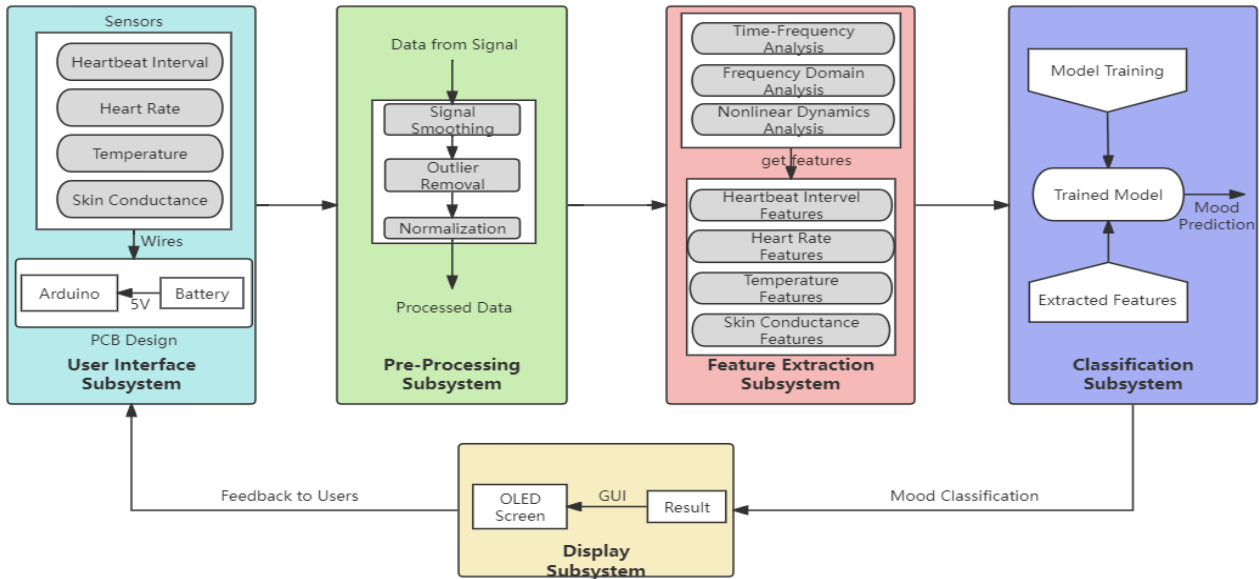 Sensors
Heartbeat Interval
Heart Rate
Temperature
Skin Conductance
Wires
Arduino
5V
Battery
PCB Design
User Interface
Subsystem
Data from Signal
Signal
Smoothing
Outlier
Removal
Normalization
Processed Data
Pre-Processing
Subsystem
Time-Frequency
Analysis
Frequency Domain
Analysis
Nonlinear Dynamics
Analysis
get features
Heartbeat Intervel
Features
Heart Rate
Features
Temperature
Features
Skin Conductance
Features
Feature Extraction
Subsystem
Model Training
Trained Model
Mood
Prediction
Extracted Features
Classification
Subsystem
Feedback to Users
OLED
Screen
GUI
Result
Mood Classification
Display
Subsystem